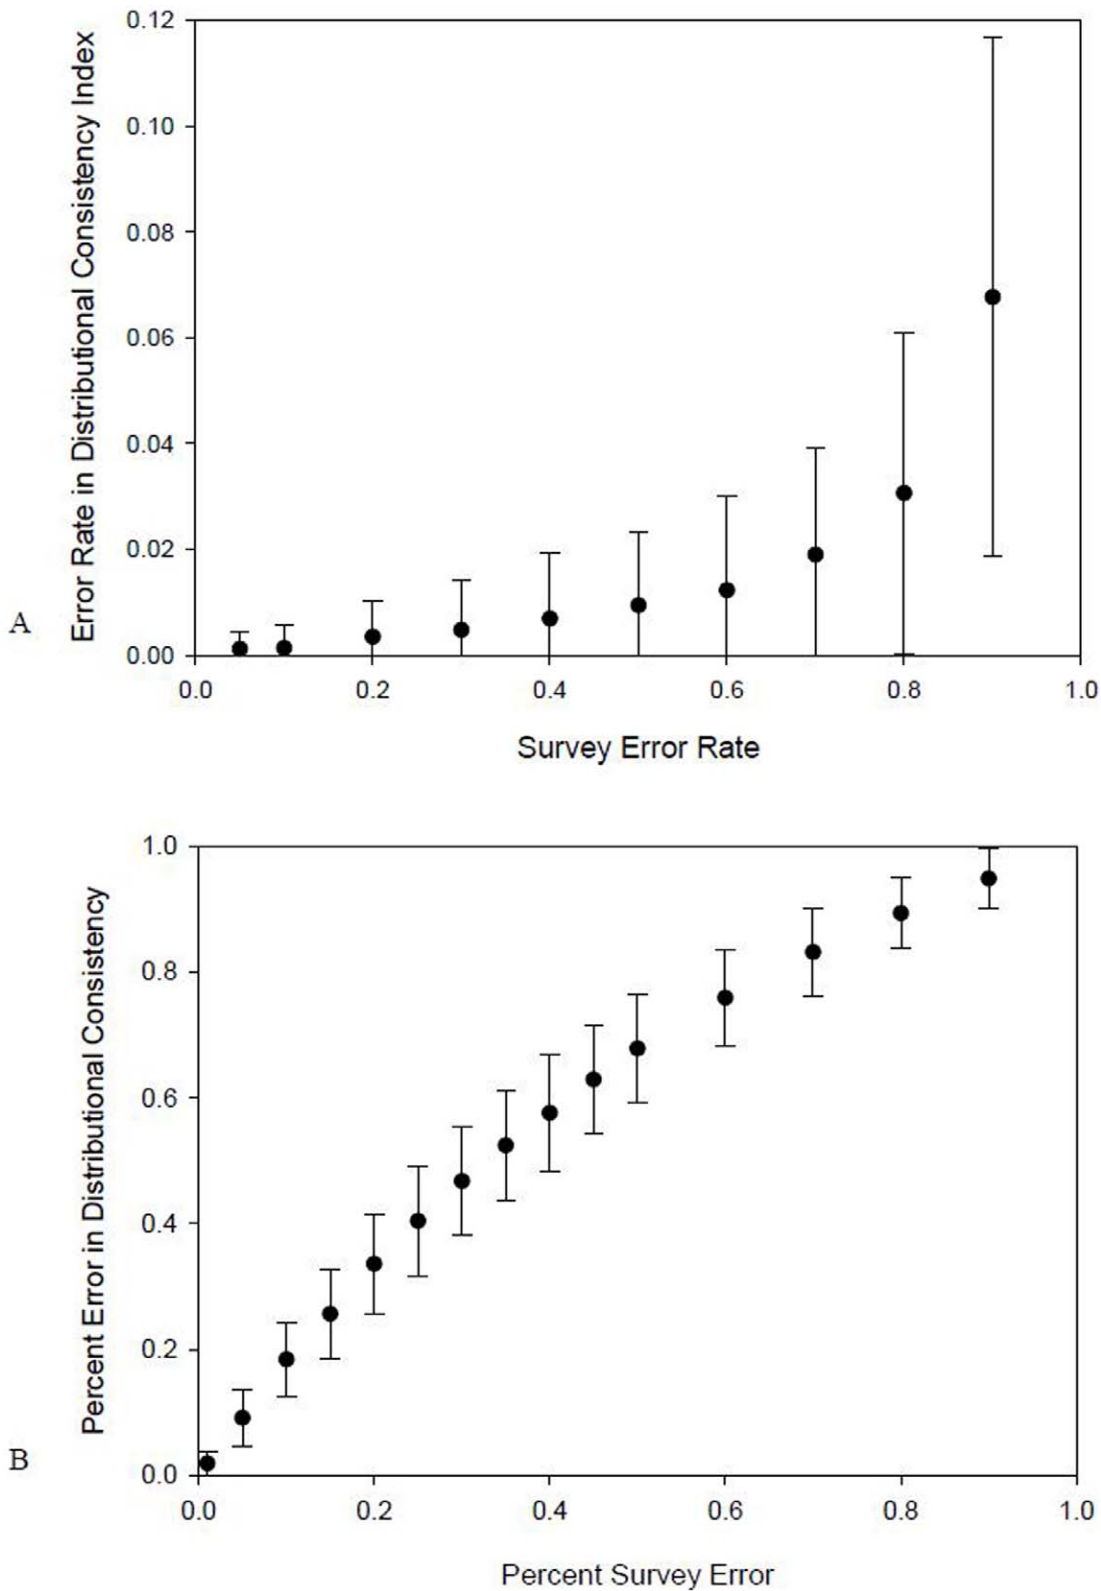 0.12
0.10
0.08
0.06
0.04
0.02
0.00
Error Rate in Distributional Consistency Index
A
0.0 0.2 0.4 0.6 0.8 1.0
Survey Error Rate
1.0
0.8
0.6
0.4
0.2
0.0
Percent Error in Distributional Consistency
B
0.0 0.2 0.4 0.6 0.8 1.0
Percent Survey Error